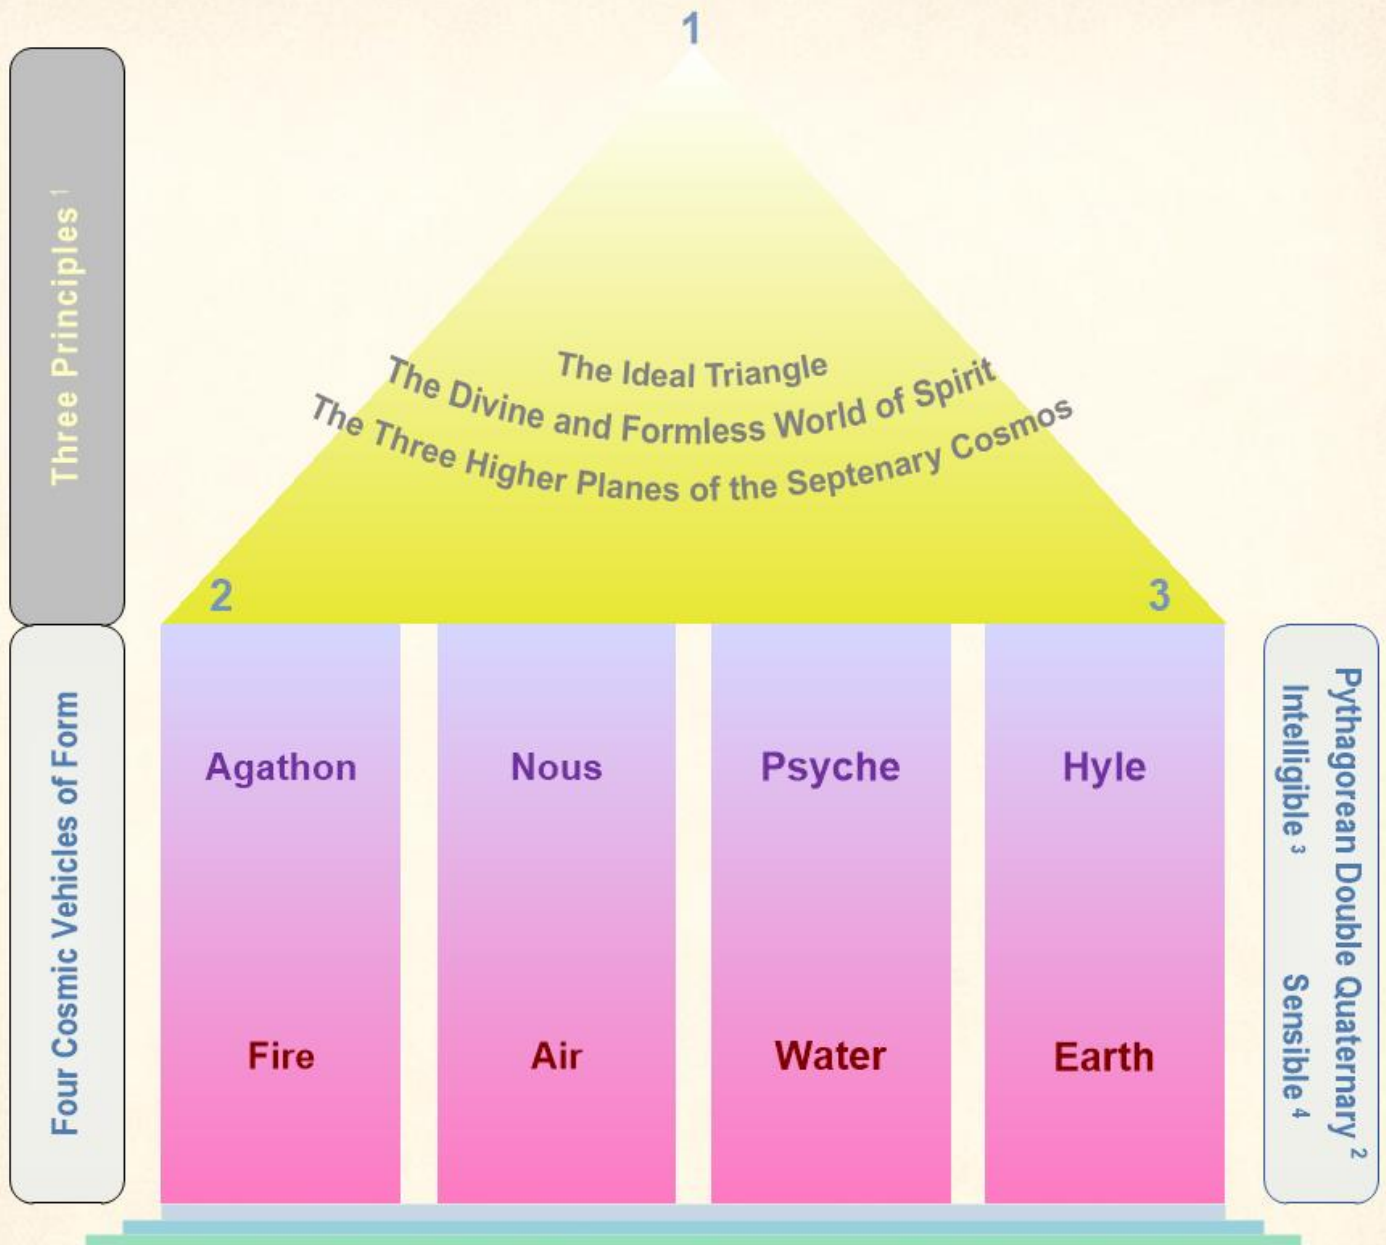 1
Three Principles 1
The Ideal Triangle
The Divine and Formless World of Spirit
The Three Higher Planes of the Septenary Cosmos
2
3
Four Cosmic Vehicles of Form
Agathon
Nous
Psyche
Hyle
Fire
Air
Water
Earth
Pythagorean Double Quaternary 2
Intelligible 3
Sensible 4